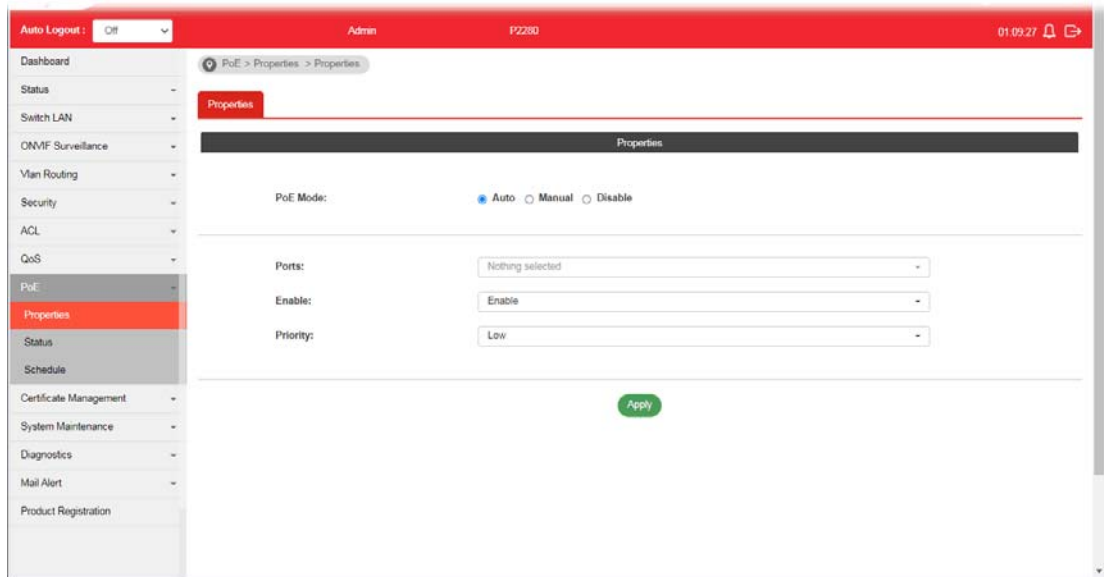 Auto Logout : Off Admin P2280 01:09:27
Dashboard
PoE > Properties > Properties
Status
Switch LAN
ONVIF Surveillance
Vlan Routing
Security
ACL
QoS
PoE
Properties
Status
Schedule
Certificate Management
System Maintenance
Diagnostics
Mail Alert
Product Registration
Properties
Properties
PoE Mode: Auto Manual Disable
Ports: Nothing selected
Enable: Enable
Priority: Low
Apply